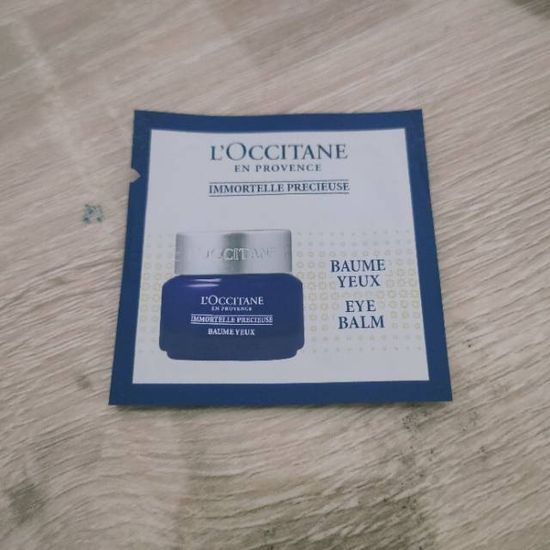 L'OCCITANE
EN PROVENCE
IMMORTELLE PRECIEUSE
L'OCCITANE
L'OCCITANE
EN PROVENCE
IMMORTELLE PRECIEUSE
BAUME YEUX
BAUME
YEUX
EYE
BALM